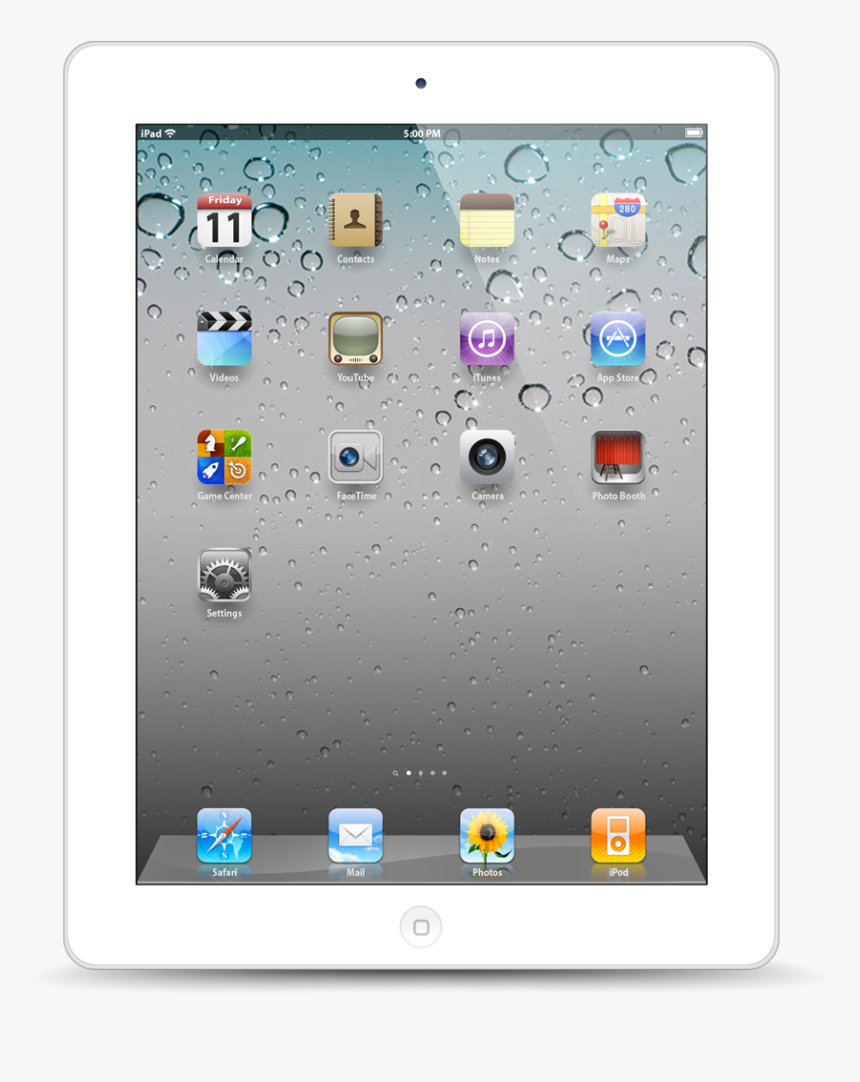 iPad 5:00 PM
Friday
11
280
Calendar Contacts Notes Maps
Videos YouTube iTunes App Store
Game Center FaceTime Camera Photo Booth
Settings
Safari Mail Photos iPod